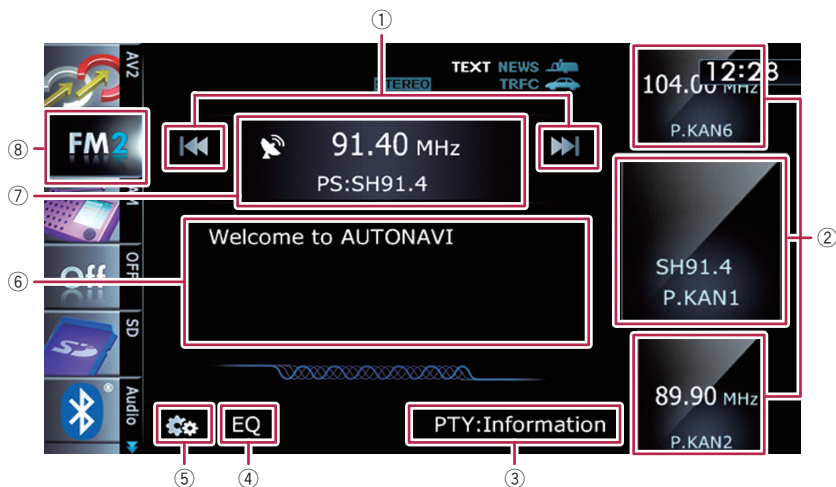 ①
AV2
TEXT NEWS
STEREO TRFC
12:28
104.00 MHz
P.KAN6
FM2
⑧
91.40 MHz
PS:SH91.4
⑦
AM
Welcome to AUTONAVI
⑥
②
SH91.4
P.KAN1
OFF
Off
SD
SD
Audio
89.90 MHz
P.KAN2
EQ
PTY:Information
⑤
④
③